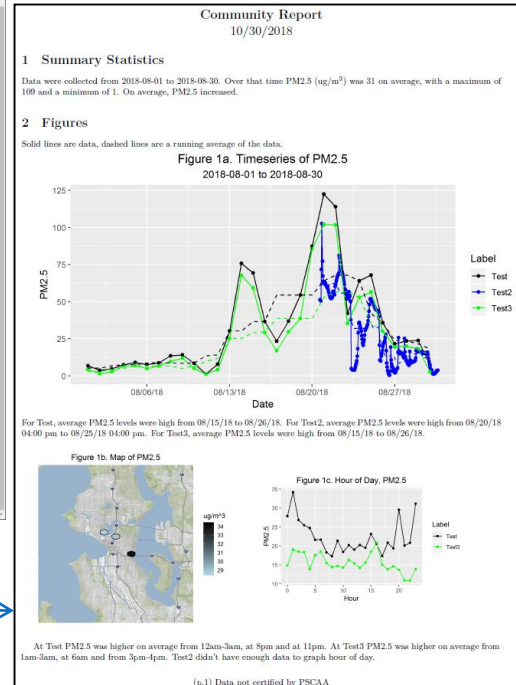 Community Report
10/30/2018
1 Summary Statistics
Data were collected from 2018-08-01 to 2018-08-30. Over that time PM2.5 (ug/m³) was 31 on average, with a maximum of
109 and a minimum of 1. On average, PM2.5 increased.
2 Figures
Solid lines are data, dashed lines are a running average of the data.
Figure 1a. Timeseries of PM2.5
2018-08-01 to 2018-08-30
125
100
75
50
25
0
PM2.5
08/06/18 08/13/18 08/20/18 08/27/18
Date
Label
Test
Test2
Test3
For Test, average PM2.5 levels were high from 08/15/18 to 08/26/18. For Test2, average PM2.5 levels were high from 08/20/18
04:00 pm to 08/25/18 04:00 pm. For Test3, average PM2.5 levels were high from 08/15/18 to 08/26/18.
Figure 1b. Map of PM2.5
ug/m^3
34
33
32
31
30
29
Figure 1c. Hour of Day, PM2.5
35
30
25
20
15
10
PM2.5
0 5 10 15 20
Hour
Label
Test
Test3
At Test PM2.5 was higher on average from 12am-3am, at 8pm and at 11pm. At Test3 PM2.5 was higher on average from
1am-3am, at 6am and from 3pm-4pm. Test2 didn't have enough data to graph hour of day.
(p.1) Data not certified by PSCAA